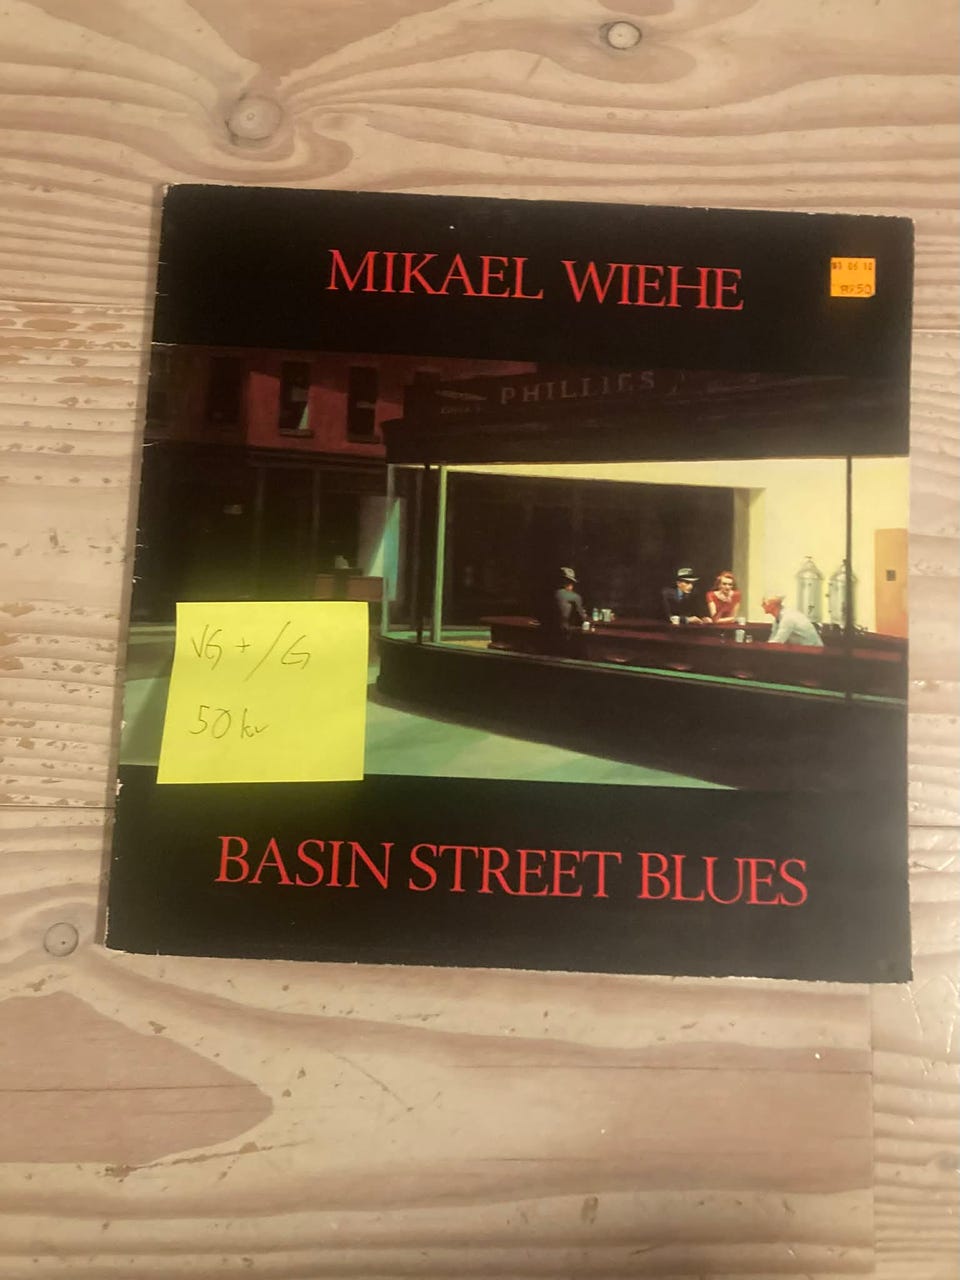 MIKAEL WIEHE
PHILLIES
VG+/G
50 kr
BASIN STREET BLUES